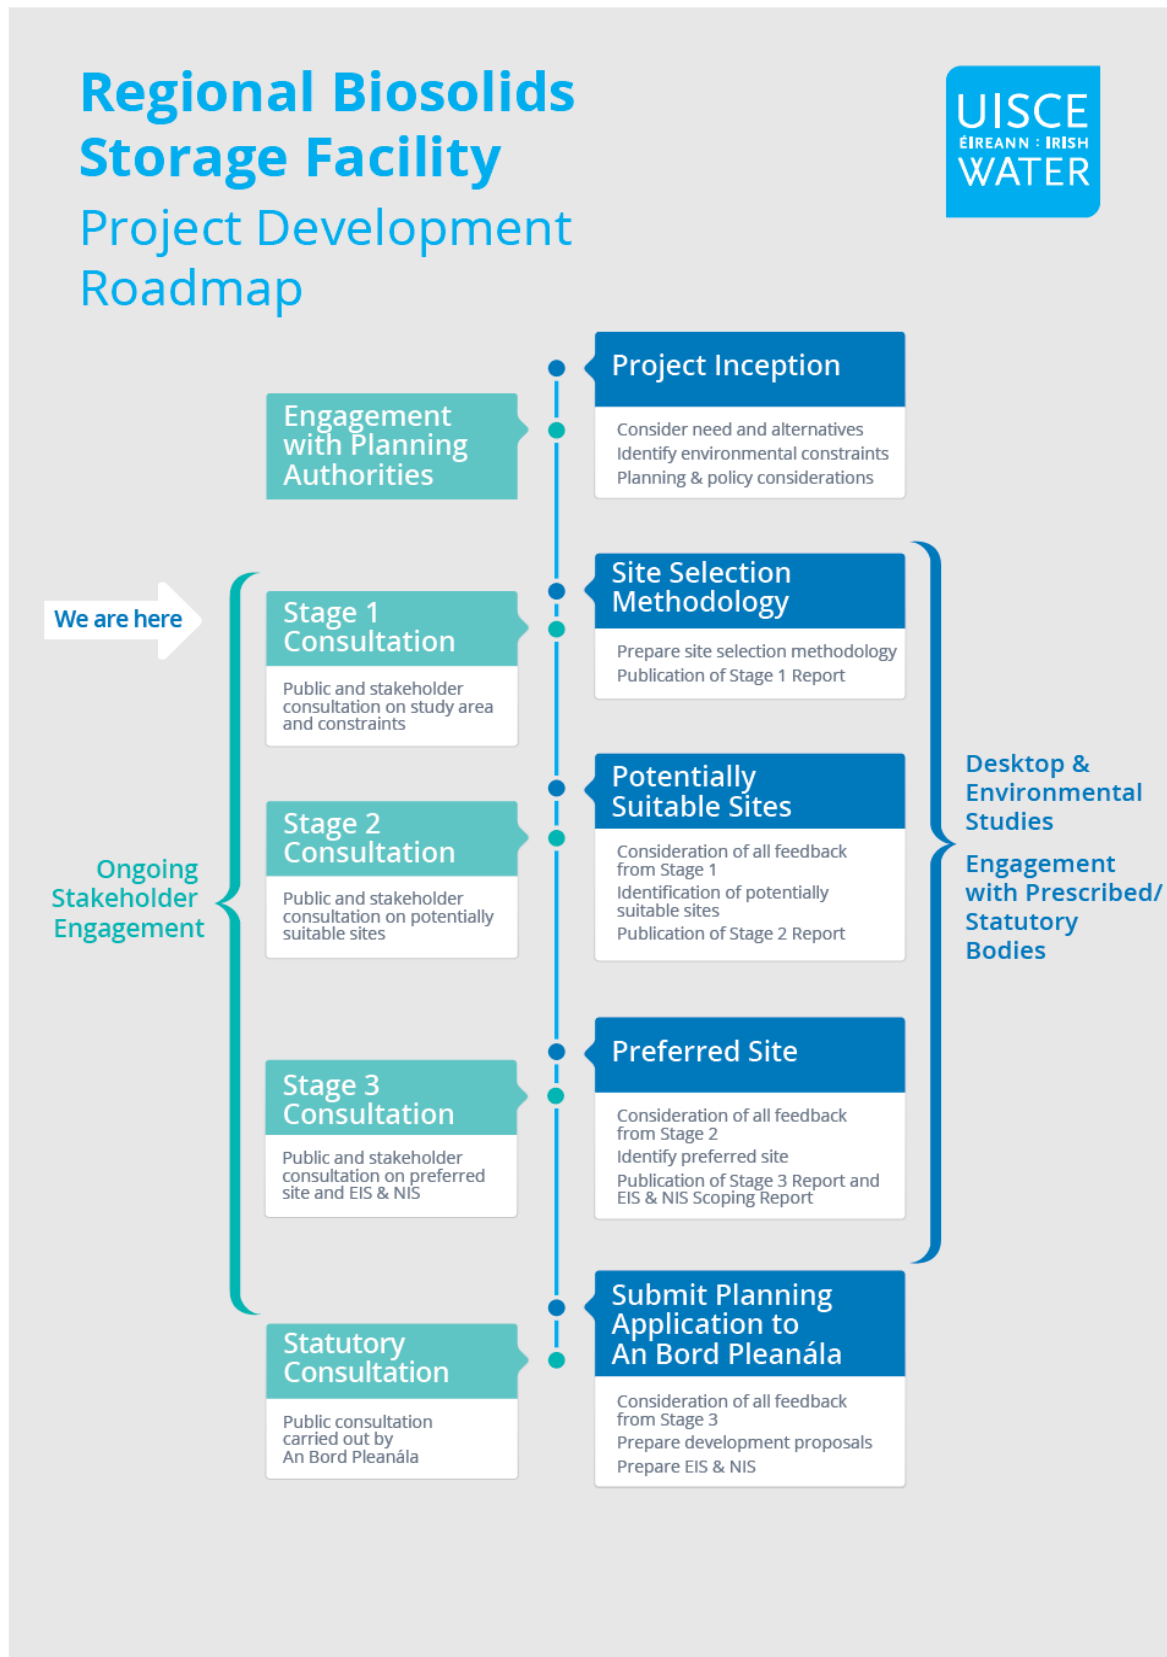 Regional Biosolids
Storage Facility
Project Development
Roadmap
UISCE
ÉIREANN : IRISH
WATER
Project Inception
Consider need and alternatives
Identify environmental constraints
Planning & policy considerations
Engagement
with Planning
Authorities
We are here
Site Selection
Methodology
Prepare site selection methodology
Publication of Stage 1 Report
Stage 1
Consultation
Public and stakeholder
consultation on study area
and constraints
Potentially
Suitable Sites
Consideration of all feedback
from Stage 1
Identification of potentially
suitable sites
Publication of Stage 2 Report
Stage 2
Consultation
Public and stakeholder
consultation on potentially
suitable sites
Ongoing
Stakeholder
Engagement
Desktop &
Environmental
Studies
Engagement
with Prescribed/
Statutory
Bodies
Preferred Site
Consideration of all feedback
from Stage 2
Identify preferred site
Publication of Stage 3 Report and
EIS & NIS Scoping Report
Stage 3
Consultation
Public and stakeholder
consultation on preferred
site and EIS & NIS
Submit Planning
Application to
An Bord Pleanála
Consideration of all feedback
from Stage 3
Prepare development proposals
Prepare EIS & NIS
Statutory
Consultation
Public consultation
carried out by
An Bord Pleanála